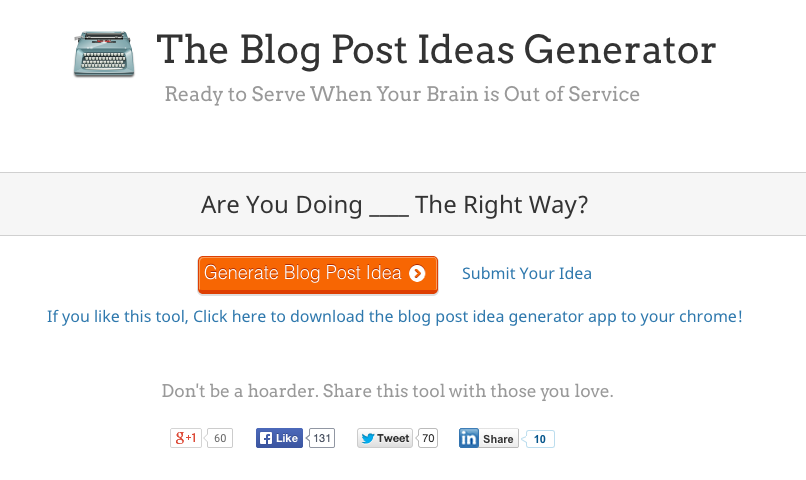 The Blog Post Ideas Generator
Ready to Serve When Your Brain is Out of Service
Are You Doing ____ The Right Way?
Generate Blog Post Idea
Submit Your Idea
If you like this tool, Click here to download the blog post idea generator app to your chrome!
Don't be a hoarder. Share this tool with those you love.
g+1 60 Like 131 Tweet 70 in Share 10